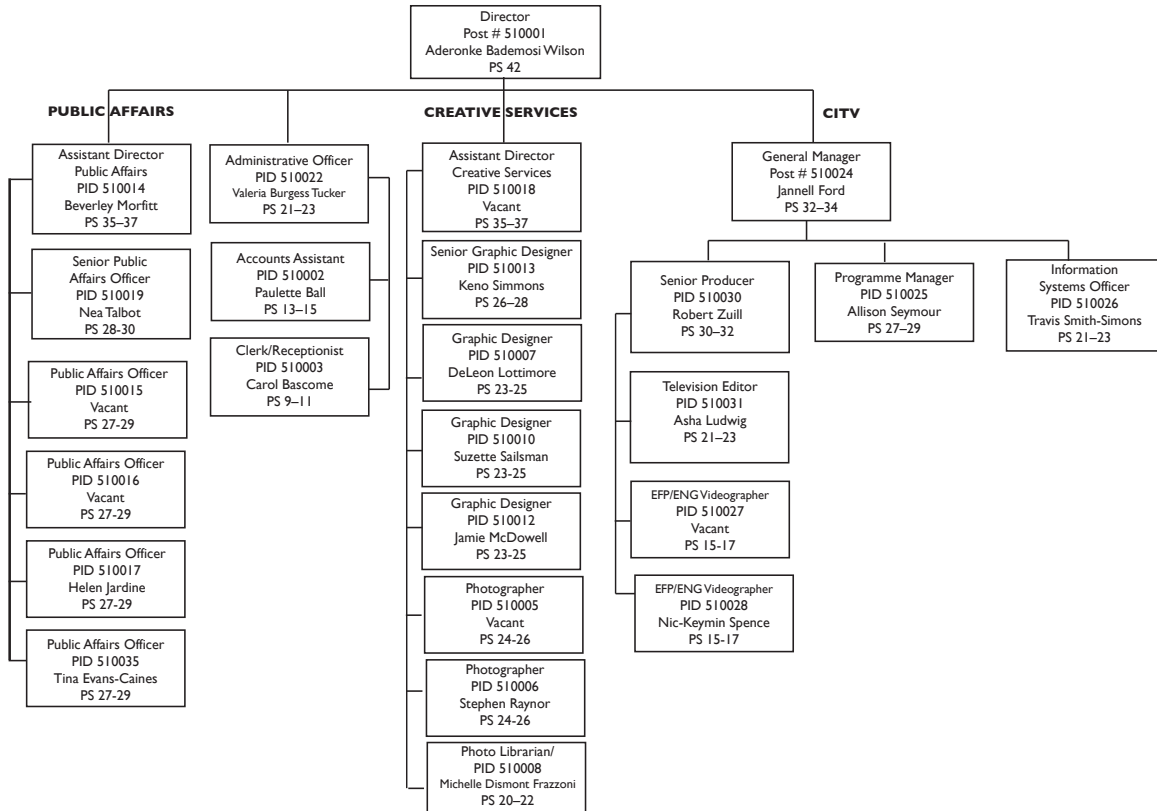 Director
Post # 510001
Aderonke Bademosi Wilson
PS 42
PUBLIC AFFAIRS
Assistant Director
Public Affairs
PID 510014
Beverley Morfitt
PS 35–37
Senior Public
Affairs Officer
PID 510019
Nea Talbot
PS 28-30
Public Affairs Officer
PID 510015
Vacant
PS 27-29
Public Affairs Officer
PID 510016
Vacant
PS 27-29
Public Affairs Officer
PID 510017
Helen Jardine
PS 27-29
Public Affairs Officer
PID 510035
Tina Evans-Caines
PS 27-29
Administrative Officer
PID 510022
Valeria Burgess Tucker
PS 21–23
Accounts Assistant
PID 510002
Paulette Ball
PS 13–15
Clerk/Receptionist
PID 510003
Carol Bascome
PS 9–11
CREATIVE SERVICES
Assistant Director
Creative Services
PID 510018
Vacant
PS 35–37
Senior Graphic Designer
PID 510013
Keno Simmons
PS 26–28
Graphic Designer
PID 510007
DeLeon Lottimore
PS 23-25
Graphic Designer
PID 510010
Suzette Sailsman
PS 23-25
Graphic Designer
PID 510012
Jamie McDowell
PS 23-25
Photographer
PID 510005
Vacant
PS 24-26
Photographer
PID 510006
Stephen Raynor
PS 24-26
Photo Librarian/
PID 510008
Michelle Dismont Frazzoni
PS 20–22
CITV
General Manager
Post # 510024
Jannell Ford
PS 32–34
Senior Producer
PID 510030
Robert Zuill
PS 30–32
Television Editor
PID 510031
Asha Ludwig
PS 21–23
EFP/ENG Videographer
PID 510027
Vacant
PS 15-17
EFP/ENG Videographer
PID 510028
Nic-Keymin Spence
PS 15-17
Programme Manager
PID 510025
Allison Seymour
PS 27–29
Information
Systems Officer
PID 510026
Travis Smith-Simons
PS 21–23